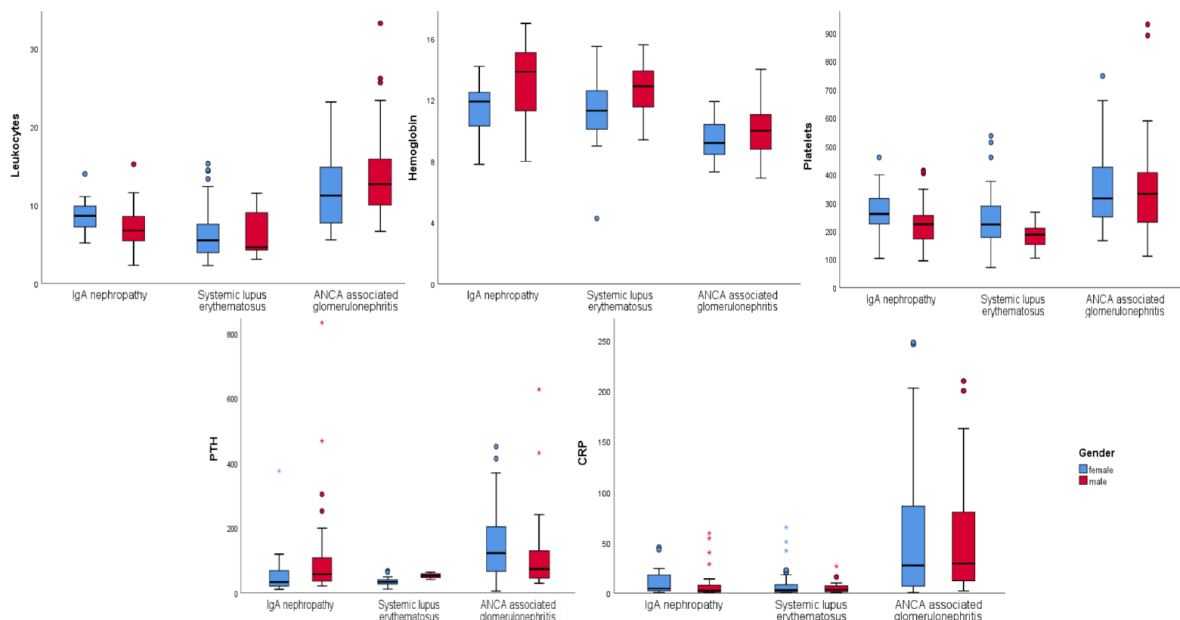 Leukocytes
30
20
10
0
IgA nephropathy
Systemic lupus
erythematosus
ANCA associated
glomerulonephritis
Hemoglobin
16
12
8
4
0
IgA nephropathy
Systemic lupus
erythematosus
ANCA associated
glomerulonephritis
Platelets
900
800
700
600
500
400
300
200
100
0
IgA nephropathy
Systemic lupus
erythematosus
ANCA associated
glomerulonephritis
PTH
800
600
400
200
0
IgA nephropathy
Systemic lupus
erythematosus
ANCA associated
glomerulonephritis
CRP
250
200
150
100
50
0
IgA nephropathy
Systemic lupus
erythematosus
ANCA associated
glomerulonephritis
Gender
female
male